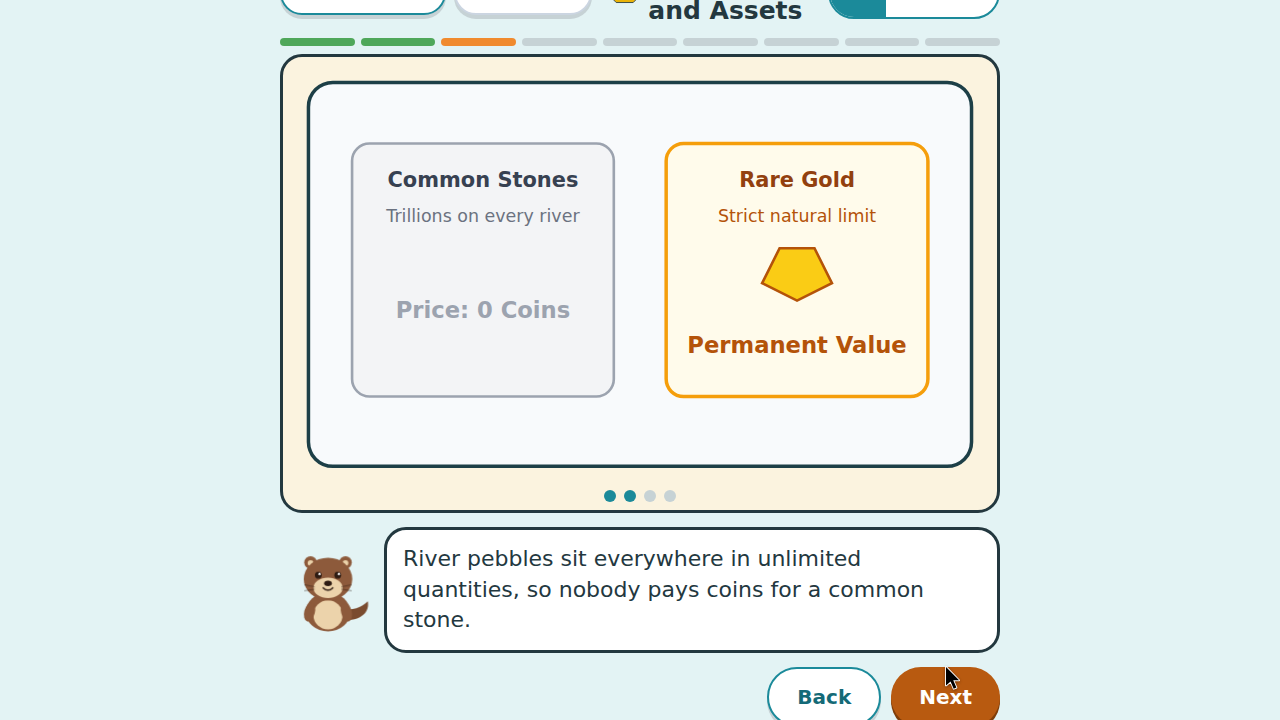 and Assets
Common Stones
Trillions on every river
Price: 0 Coins
Rare Gold
Strict natural limit
Permanent Value
River pebbles sit everywhere in unlimited
quantities, so nobody pays coins for a common
stone.
Back
Next